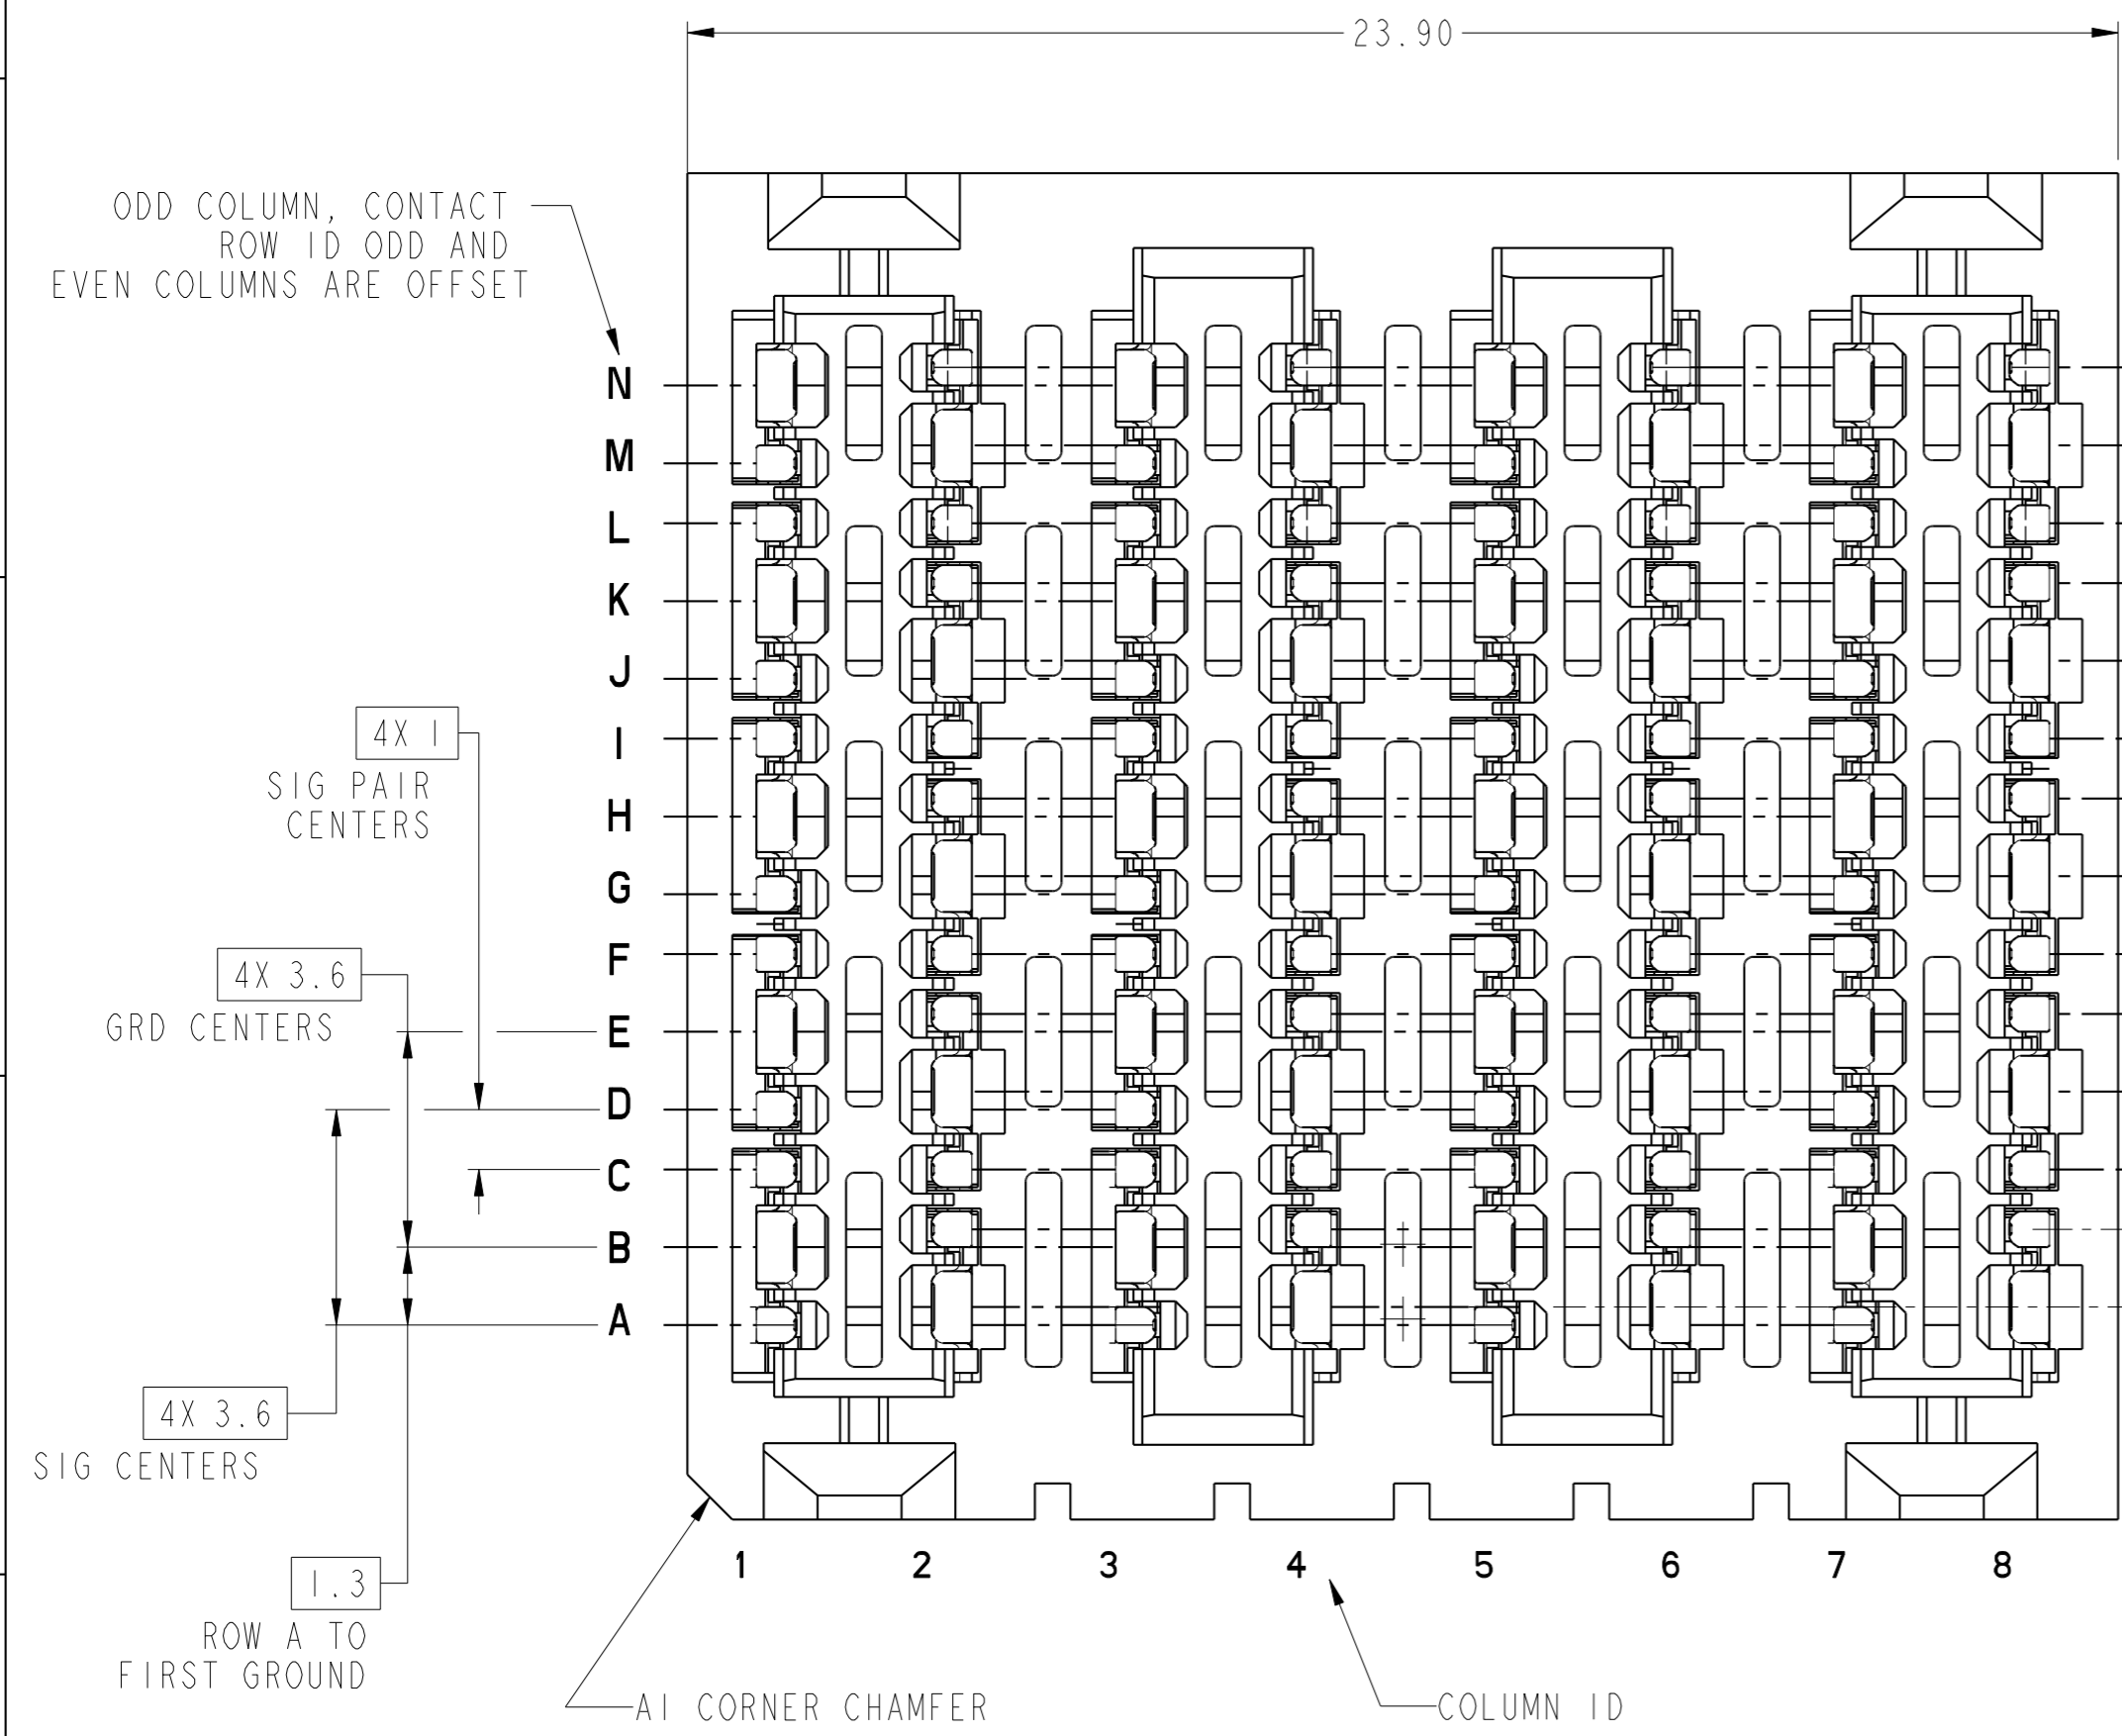 23.90
ODD COLUMN, CONTACT
ROW ID ODD AND
EVEN COLUMNS ARE OFFSET
N
M
L
K
J
I
H
G
F
E
D
C
B
A
4X 1
SIG PAIR
CENTERS
4X 3.6
GRD CENTERS
4X 3.6
SIG CENTERS
1.3
ROW A TO
FIRST GROUND
1 2 3 4 5 6 7 8
A1 CORNER CHAMFER
COLUMN ID